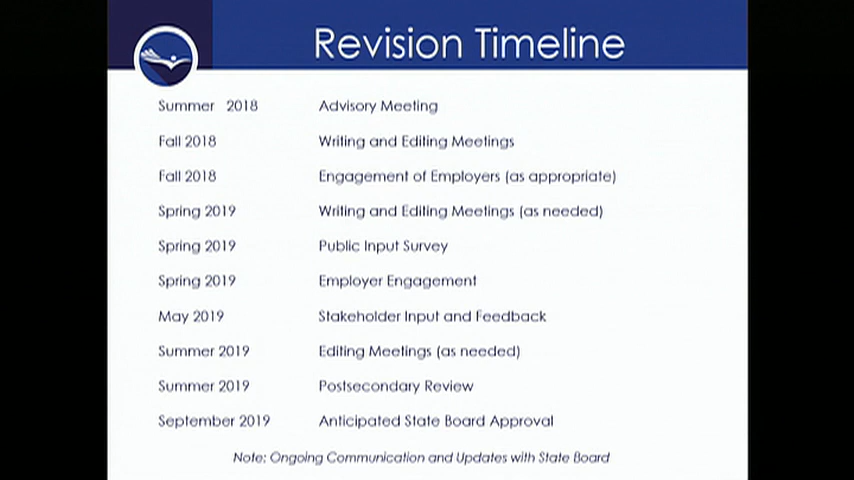 Revision Timeline
Summer 2018 Advisory Meeting
Fall 2018 Writing and Editing Meetings
Fall 2018 Engagement of Employers (as appropriate)
Spring 2019 Writing and Editing Meetings (as needed)
Spring 2019 Public Input Survey
Spring 2019 Employer Engagement
May 2019 Stakeholder Input and Feedback
Summer 2019 Editing Meetings (as needed)
Summer 2019 Postsecondary Review
September 2019 Anticipated State Board Approval
Note: Ongoing Communication and Updates with State Board